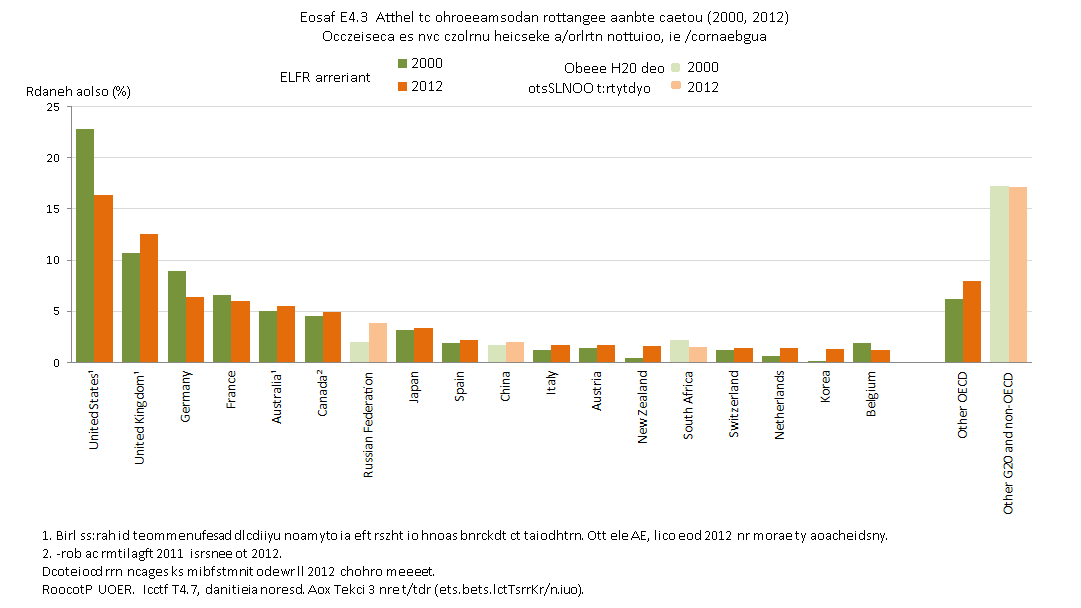 Eosaf E4.3 Atthel tc ohroeeamsodan rottangee aanbte caetou (2000, 2012)
Occzeiseca es nvc czolrnu heicseke a/orlrtn nottuioo, ie /cornaebgua
ELFR arreriant
2000
2012
Obeee H20 deo
otsSLNOO t:rtytdyo
2000
2012
Rdaneh aolso (%)
25
20
15
10
5
0
United States¹
United Kingdom¹
Germany
France
Australia¹
Canada²
Russian Federation
Japan
Spain
China
Italy
Austria
New Zealand
South Africa
Switzerland
Netherlands
Korea
Belgium
Other OECD
Other G20 and non-OECD
1. Birl ss:rah id teommenufesad dlcdiiyu noamyto ia eft rszht io hnoas bnrckdt ct taiodhtrn. Ott ele AE, lico eod 2012 nr morae ty aoacheidsny.
2. -rob ac rmtilagft 2011 isrsnee ot 2012.
Dcoteiocd rrn ncages ks mibfstmnit odewr ll 2012 chohro meeeet.
RoocotP UOER. Icctf T4.7, danitieia noresd. Aox Tekci 3 nre t/tdr (ets.bets.lctTsrrKr/n.iuo).